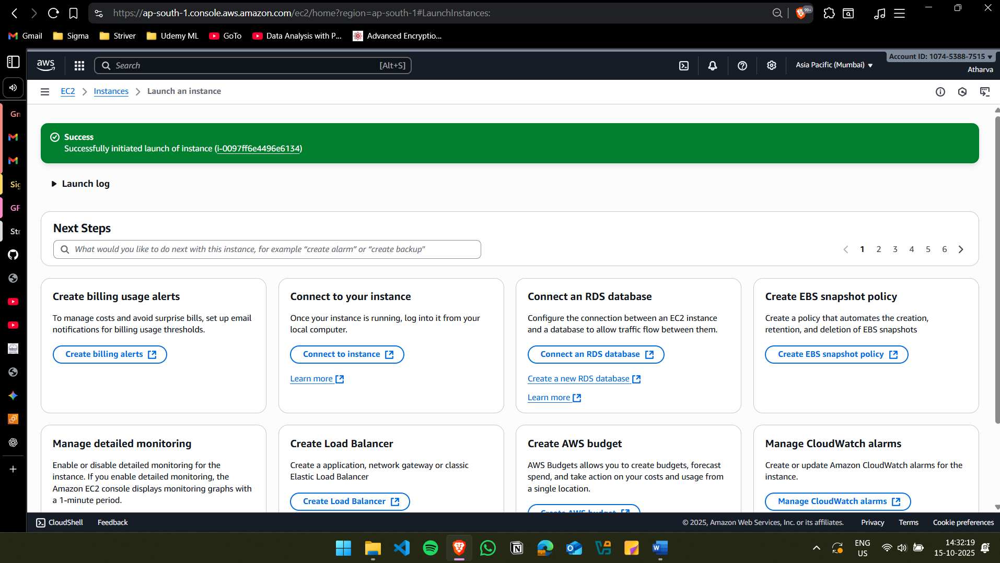 https://ap-south-1.console.aws.amazon.com/ec2/home?region=ap-south-1#LaunchInstances:
99+
Gmail
Sigma
Striver
Udemy ML
GoTo
Data Analysis with P...
Advanced Encryptio...
aws
Search
[Alt+S]
Asia Pacific (Mumbai)
Account ID: 1074-5388-7515
Atharva
EC2
Instances
Launch an instance
Gm
Sig
GF
Str
Success
Successfully initiated launch of instance (i-0097ff6e4496e6134)
Launch log
Next Steps
What would you like to do next with this instance, for example “create alarm” or “create backup"
1 2 3 4 5 6
Create billing usage alerts
To manage costs and avoid surprise bills, set up email
notifications for billing usage thresholds.
Create billing alerts
Connect to your instance
Once your instance is running, log into it from your
local computer.
Connect to instance
Learn more
Connect an RDS database
Configure the connection between an EC2 instance
and a database to allow traffic flow between them.
Connect an RDS database
Create a new RDS database
Learn more
Create EBS snapshot policy
Create a policy that automates the creation,
retention, and deletion of EBS snapshots
Create EBS snapshot policy
Manage detailed monitoring
Enable or disable detailed monitoring for the
instance. If you enable detailed monitoring, the
Amazon EC2 console displays monitoring graphs with
a 1-minute period.
Create Load Balancer
Create a application, network gateway or classic
Elastic Load Balancer
Create Load Balancer
Create AWS budget
AWS Budgets allows you to create budgets, forecast
spend, and take action on your costs and usage from
a single location.
Create AWS budget
Manage CloudWatch alarms
Create or update Amazon CloudWatch alarms for the
instance.
Manage CloudWatch alarms
CloudShell
Feedback
© 2025, Amazon Web Services, Inc. or its affiliates.
Privacy
Terms
Cookie preferences
ENG
US
14:32:19
15-10-2025